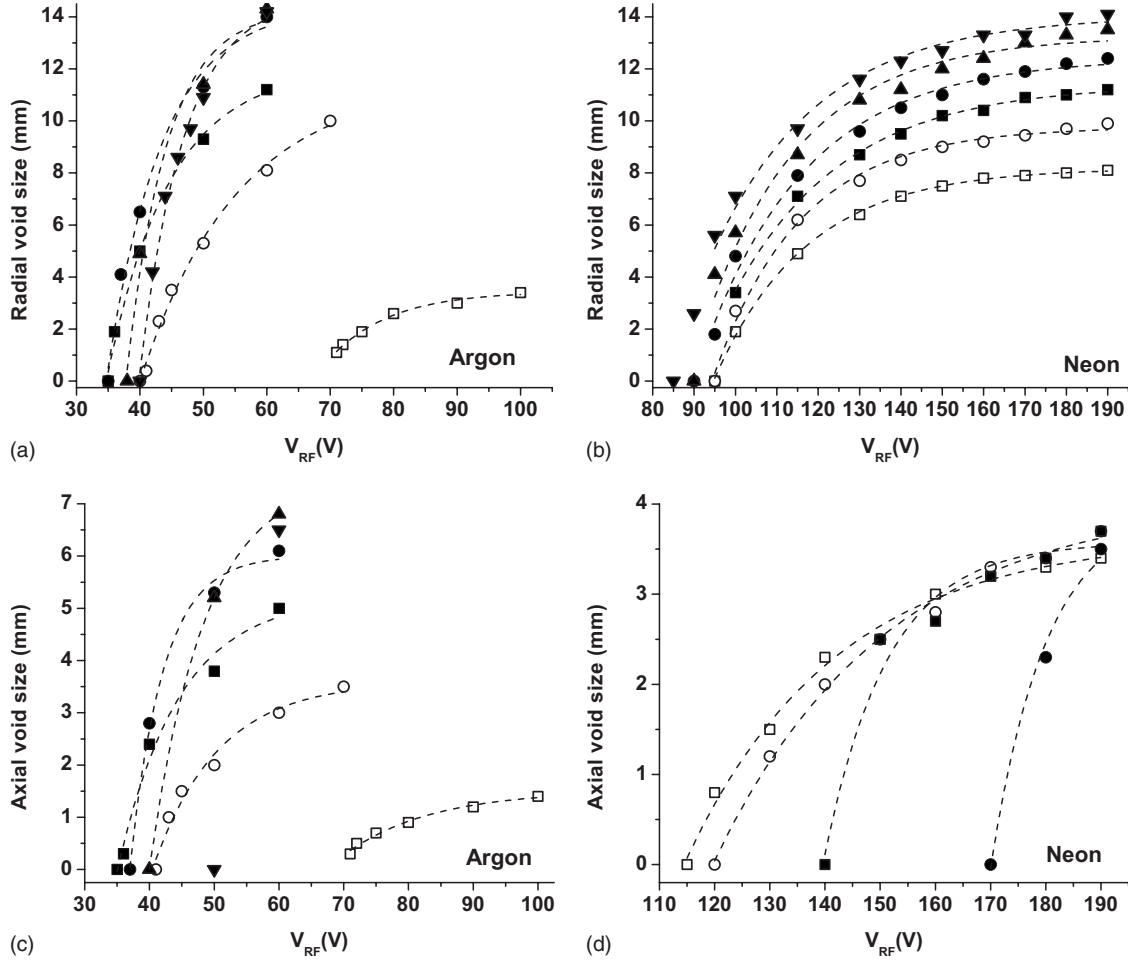 14
12
10
8
6
4
2
0
Radial void size (mm)
Argon
30 40 50 60 70 80 90 100
V_RF(V)
(a)
14
12
10
8
6
4
2
0
Radial void size (mm)
Neon
80 90 100 110 120 130 140 150 160 170 180 190
V_RF(V)
(b)
7
6
5
4
3
2
1
0
Axial void size (mm)
Argon
30 40 50 60 70 80 90 100
V_RF(V)
(c)
4
3
2
1
0
Axial void size (mm)
Neon
110 120 130 140 150 160 170 180 190
V_RF(V)
(d)